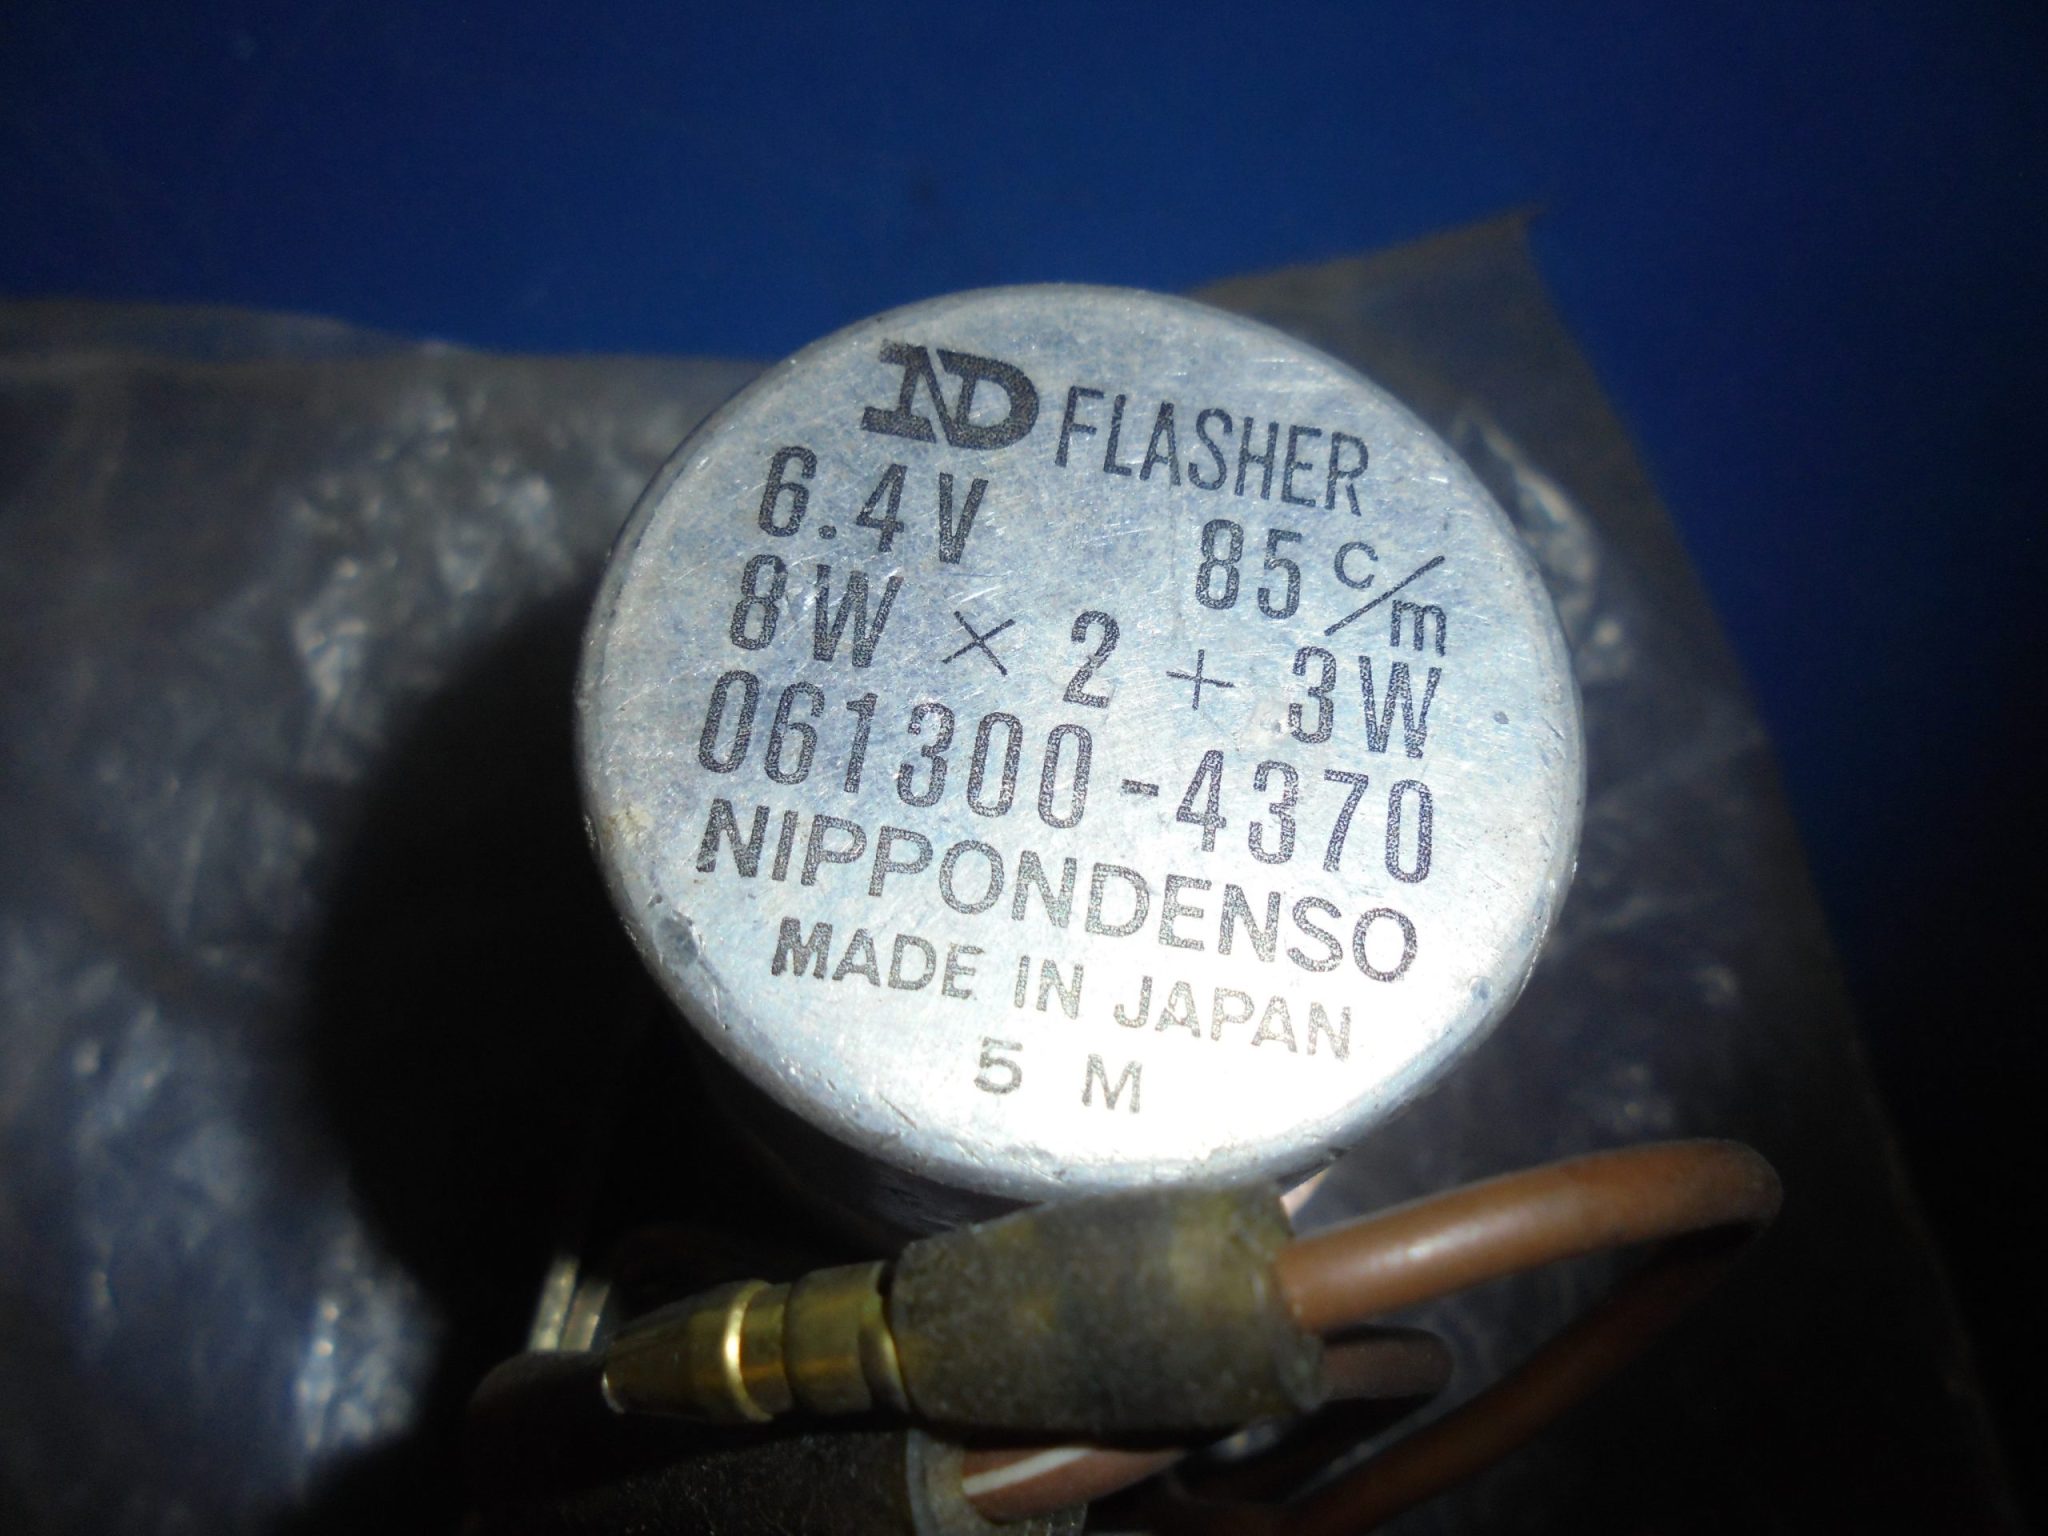 ND FLASHER
6.4V 85 c/m
8W × 2 + 3W
061300-4370
NIPPONDENSO
MADE IN JAPAN
5 M